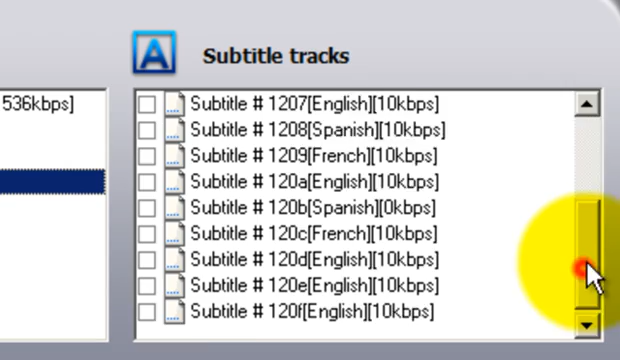 A Subtitle tracks
536kbps]
Subtitle # 1207[English][10kbps]
Subtitle # 1208[Spanish][10kbps]
Subtitle # 1209[French][10kbps]
Subtitle # 120a[English][10kbps]
Subtitle # 120b[Spanish][0kbps]
Subtitle # 120c[French][10kbps]
Subtitle # 120d[English][10kbps]
Subtitle # 120e[English][10kbps]
Subtitle # 120f[English][10kbps]